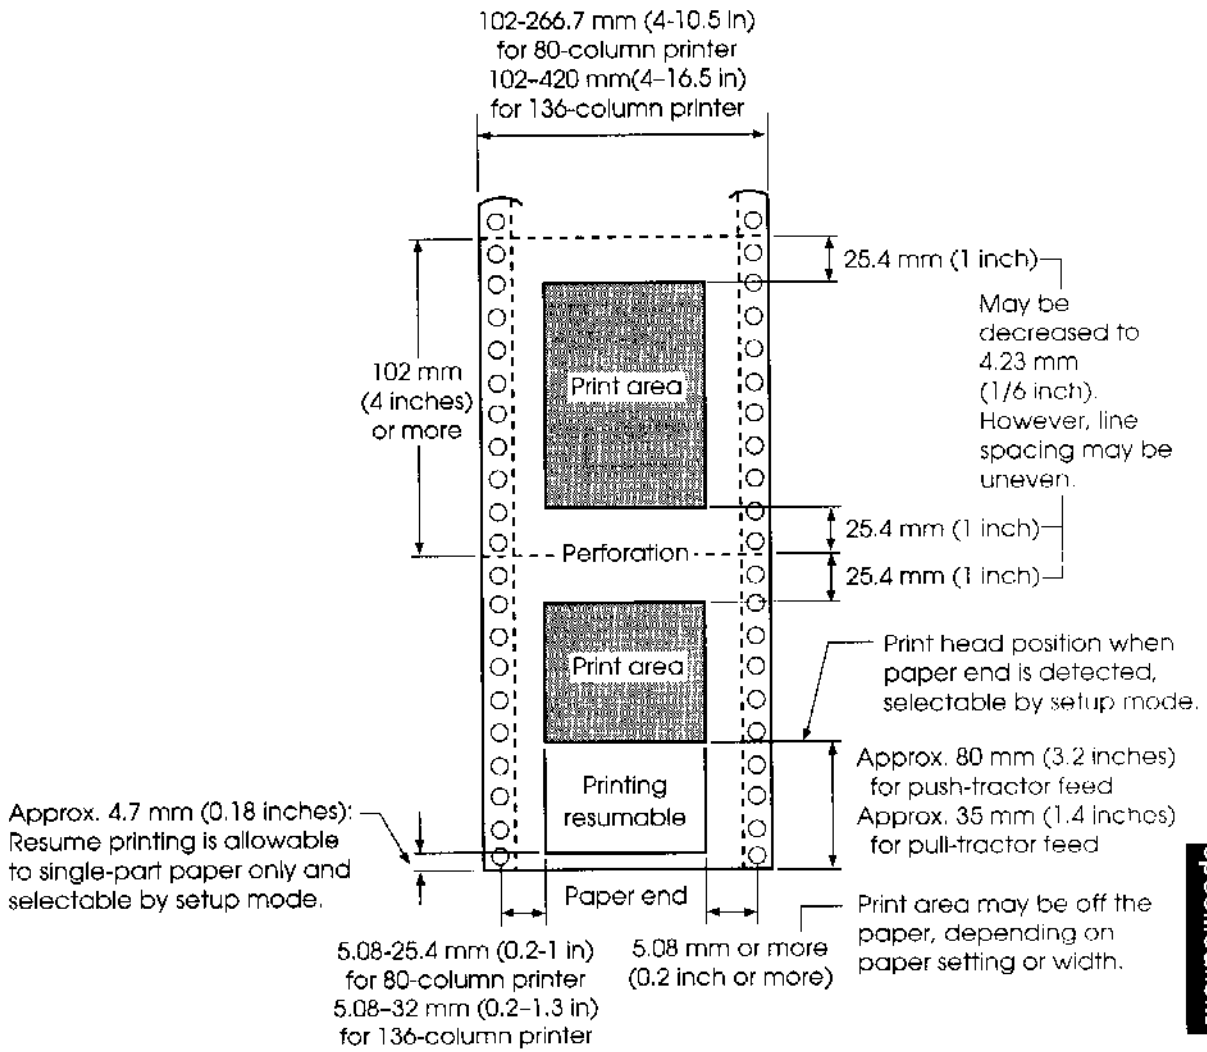 102-266.7 mm (4-10.5 in)
for 80-column printer
102-420 mm(4-16.5 in)
for 136-column printer
25.4 mm (1 inch)
May be
decreased to
4.23 mm
(1/6 inch).
However, line
spacing may be
uneven.
102 mm
(4 inches)
or more
Print area
25.4 mm (1 inch)
Perforation
25.4 mm (1 inch)
Print area
Print head position when
paper end is detected,
selectable by setup mode.
Approx. 80 mm (3.2 inches)
for push-tractor feed
Approx. 35 mm (1.4 inches)
for pull-tractor feed
Printing
resumable
Approx. 4.7 mm (0.18 inches):
Resume printing is allowable
to single-part paper only and
selectable by setup mode.
Paper end
5.08-25.4 mm (0.2-1 in)
for 80-column printer
5.08-32 mm (0.2-1.3 in)
for 136-column printer
5.08 mm or more
(0.2 inch or more)
Print area may be off the
paper, depending on
paper setting or width.